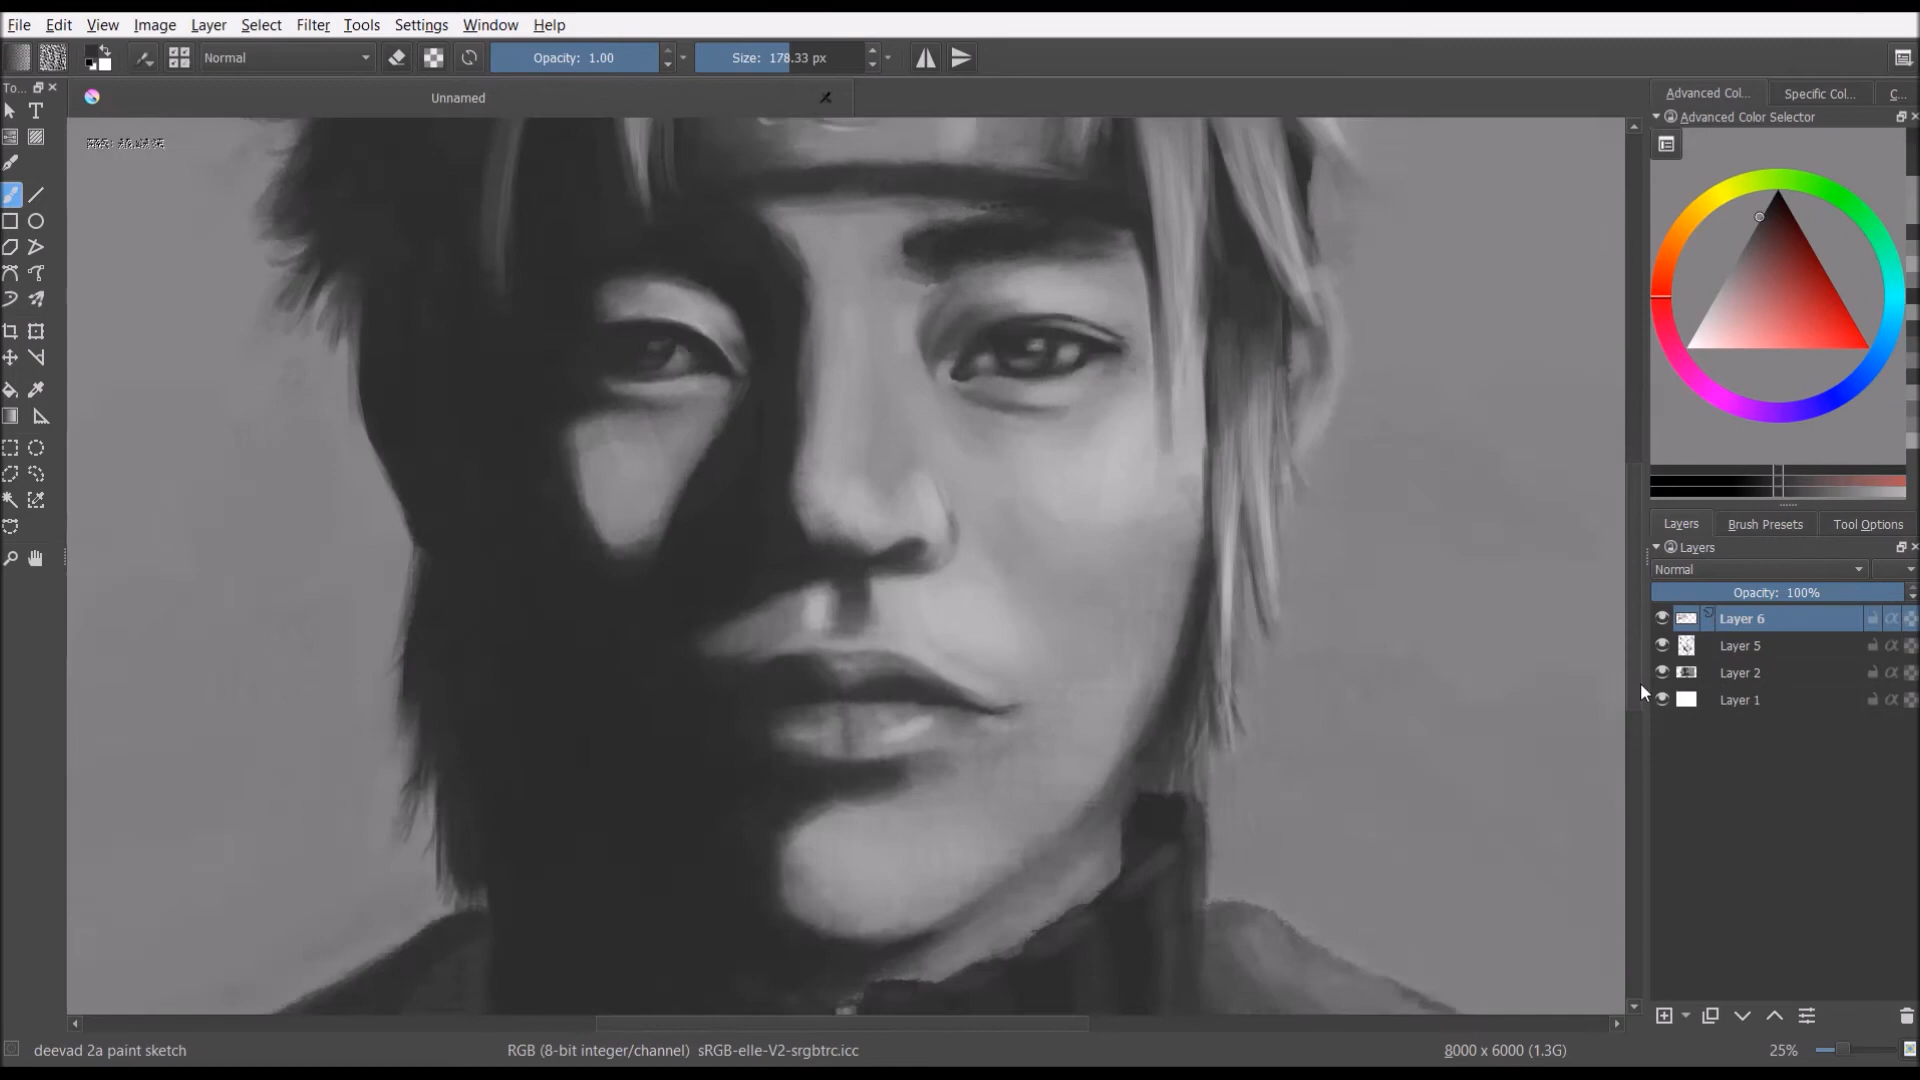 File Edit View Image Layer Select Filter Tools Settings Window Help
Normal Opacity: 1.00 Size: 178.33 px
To...
Unnamed
Advanced Col... Specific Col... C...
Advanced Color Selector
Layers Brush Presets Tool Options
Layers
Normal
Opacity: 100%
Layer 6
Layer 5
Layer 2
Layer 1
deevad 2a paint sketch RGB (8-bit integer/channel) sRGB-elle-V2-srgbtrc.icc 8000 x 6000 (1.3G) 25%